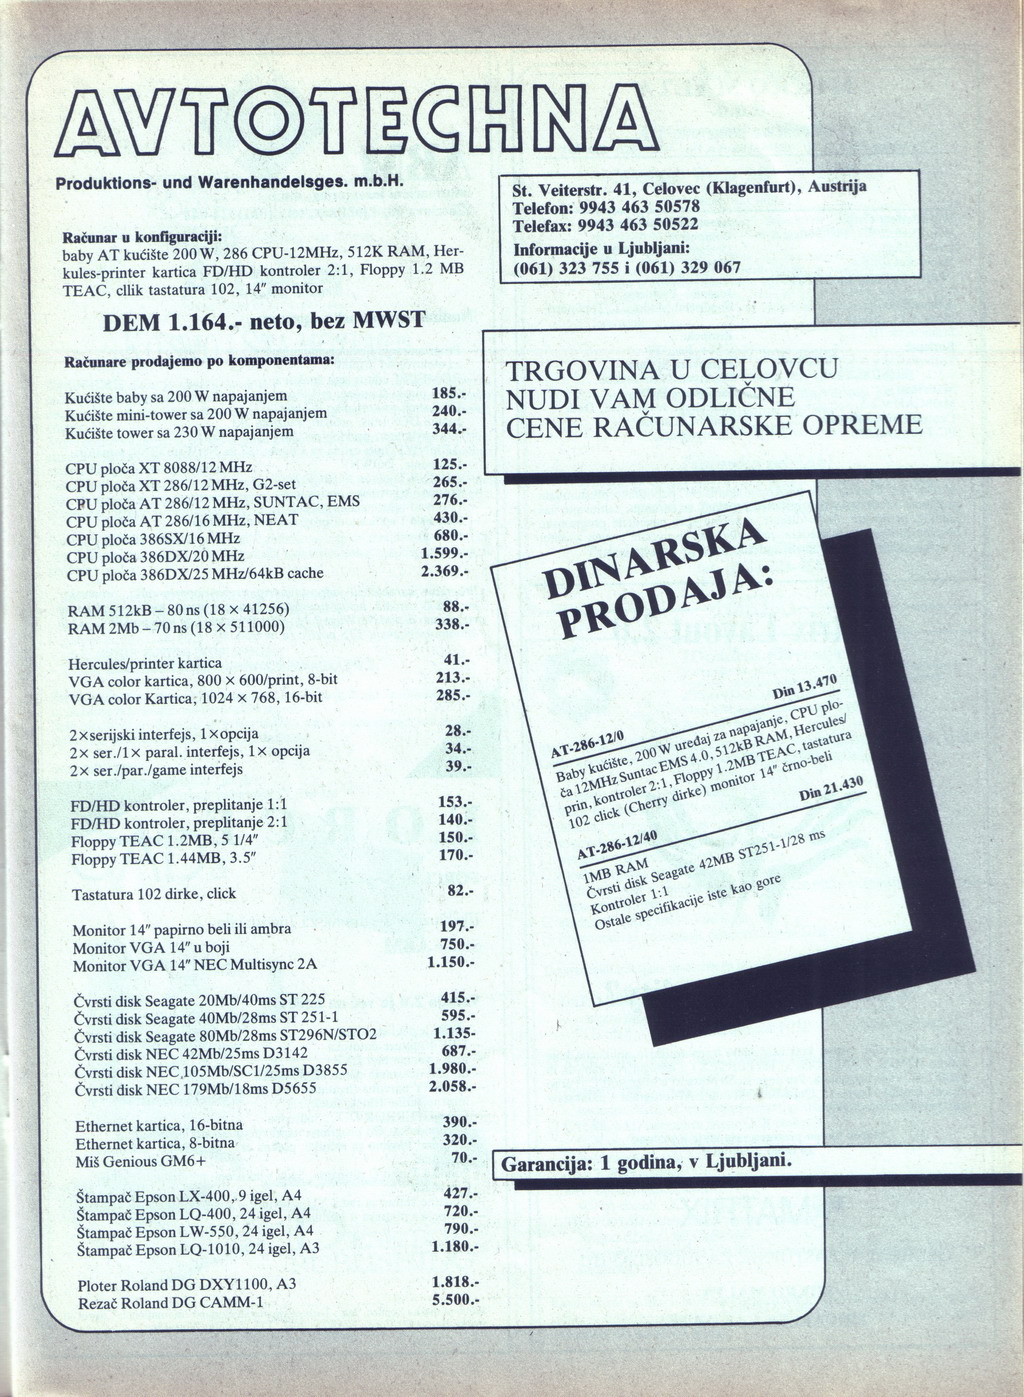 AVTOTECHNA
Produktions- und Warenhandelsges. m.b.H.
St. Veiterstr. 41, Celovec (Klagenfurt), Austrija
Telefon: 9943 463 50578
Telefax: 9943 463 50522
Informacije u Ljubljani:
(061) 323 755 i (061) 329 067
Računar u konfiguraciji:
baby AT kućište 200 W, 286 CPU-12MHz, 512K RAM, Her-
kules-printer kartica FD/HD kontroler 2:1, Floppy 1.2 MB
TEAC, cllik tastatura 102, 14" monitor
DEM 1.164.- neto, bez MWST
Računare prodajemo po komponentama:
Kućište baby sa 200 W napajanjem 185.-
Kućište mini-tower sa 200 W napajanjem 240.-
Kućište tower sa 230 W napajanjem 344.-
CPU ploča XT 8088/12 MHz 125.-
CPU ploča XT 286/12 MHz, G2-set 265.-
CPU ploča AT 286/12 MHz, SUNTAC, EMS 276.-
CPU ploča AT 286/16 MHz, NEAT 430.-
CPU ploča 386SX/16 MHz 680.-
CPU ploča 386DX/20 MHz 1.599.-
CPU ploča 386DX/25 MHz/64kB cache 2.369.-
RAM 512kB – 80 ns (18 × 41256) 88.-
RAM 2Mb – 70 ns (18 × 511000) 338.-
Hercules/printer kartica 41.-
VGA color kartica, 800 × 600/print, 8-bit 213.-
VGA color Kartica, 1024 × 768, 16-bit 285.-
2×serijski interfejs, 1×opcija 28.-
2× ser./1× paral. interfejs, 1× opcija 34.-
2× ser./par./game interfejs 39.-
FD/HD kontroler, preplitanje 1:1 153.-
FD/HD kontroler, preplitanje 2:1 140.-
Floppy TEAC 1.2MB, 5 1/4" 150.-
Floppy TEAC 1.44MB, 3.5" 170.-
Tastatura 102 dirke, click 82.-
Monitor 14" papirno beli ili ambra 197.-
Monitor VGA 14" u boji 750.-
Monitor VGA 14" NEC Multisync 2A 1.150.-
Čvrsti disk Seagate 20Mb/40ms ST 225 415.-
Čvrsti disk Seagate 40Mb/28ms ST 251-1 595.-
Čvrsti disk Seagate 80Mb/28ms ST296N/STO2 1.135-
Čvrsti disk NEC 42Mb/25ms D3142 687.-
Čvrsti disk NEC 105Mb/SC1/25ms D3855 1.980.-
Čvrsti disk NEC 179Mb/18ms D5655 2.058.-
Ethernet kartica, 16-bitna 390.-
Ethernet kartica, 8-bitna 320.-
Miš Genious GM6+ 70.-
Štampač Epson LX-400, 9 igel, A4 427.-
Štampač Epson LQ-400, 24 igel, A4 720.-
Štampač Epson LW-550, 24 igel, A4 790.-
Štampač Epson LQ-1010, 24 igel, A3 1.180.-
Ploter Roland DG DXY1100, A3 1.818.-
Rezač Roland DG CAMM-1 5.500.-
TRGOVINA U CELOVCU
NUDI VAM ODLIČNE
CENE RAČUNARSKE OPREME
DINARSKA
PRODAJA:
AT-286-12/0 Din 13.470
Baby kućište, 200 W uređaj za napajanje, CPU plo-
ča 12MHz Suntac EMS 4.0, 512kB RAM, Hercules/
prin, kontroler 2:1, Floppy 1.2MB TEAC, tastatura
102 click (Cherry dirke) monitor 14" črno-beli
AT-286-12/40 Din 21.430
1MB RAM
Čvrsti disk Seagate 42MB ST251-1/28 ms
Kontroler 1:1
Ostale specifikacije iste kao gore
Garancija: 1 godina, v Ljubljani.